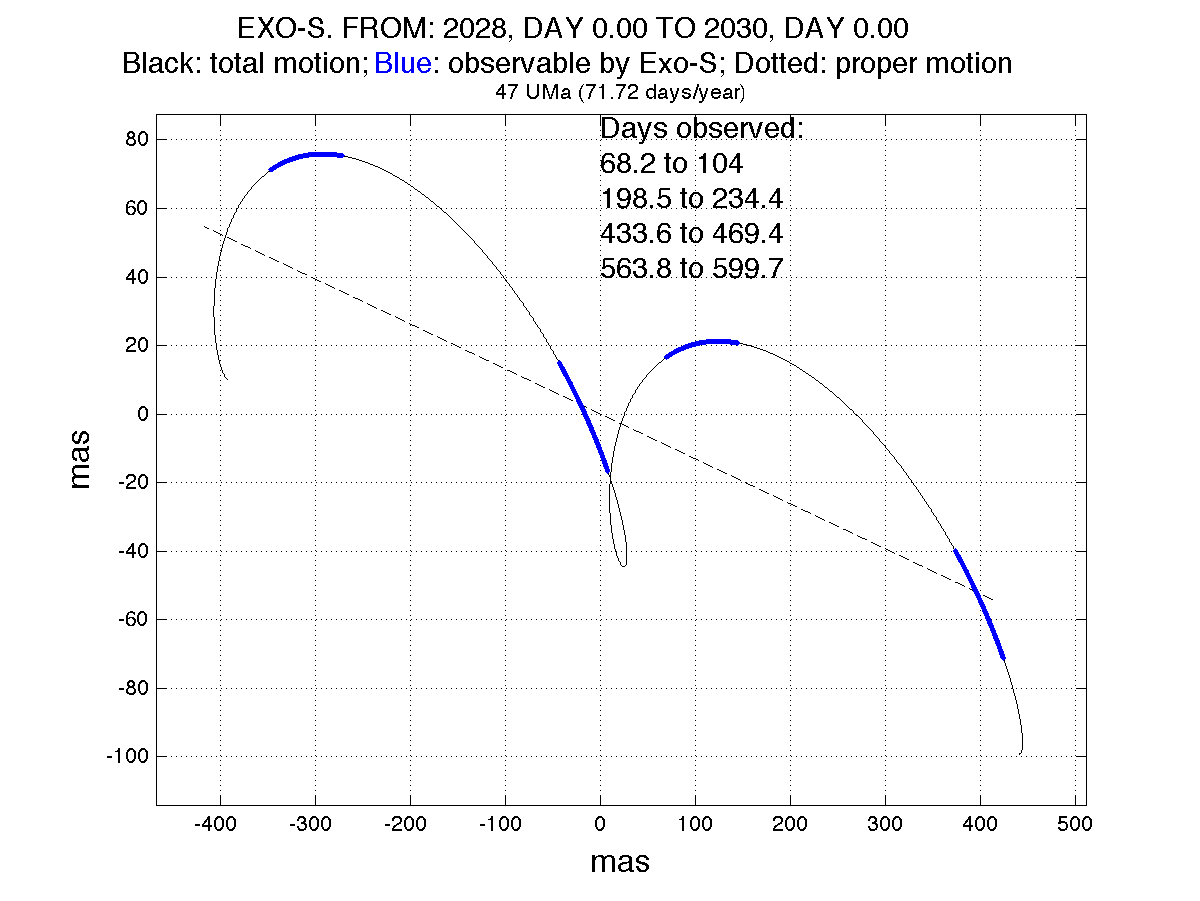 EXO-S. FROM: 2028, DAY 0.00 TO 2030, DAY 0.00
Black: total motion; Blue: observable by Exo-S; Dotted: proper motion
47 UMa (71.72 days/year)
Days observed:
68.2 to 104
198.5 to 234.4
433.6 to 469.4
563.8 to 599.7
80
60
40
20
0
-20
-40
-60
-80
-100
mas
-400 -300 -200 -100 0 100 200 300 400 500
mas